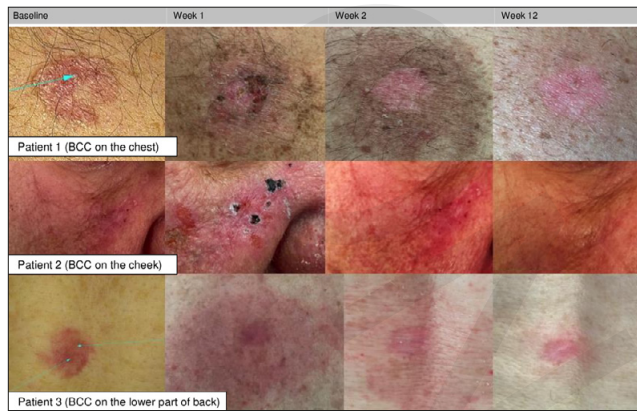 Baseline
Week 1
Week 2
Week 12
Patient 1 (BCC on the chest)
Patient 2 (BCC on the cheek)
Patient 3 (BCC on the lower part of back)